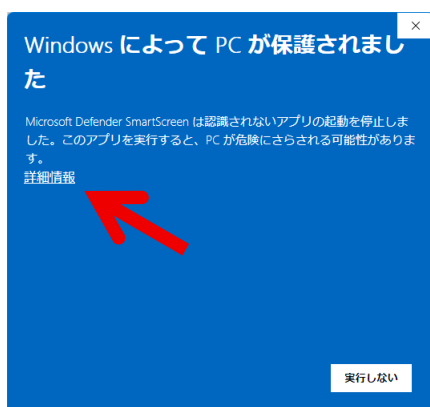 Windows によって PC が保護されまし
た
Microsoft Defender SmartScreen は認識されないアプリの起動を停止しま
した。このアプリを実行すると、PC が危険にさらされる可能性がありま
す。
詳細情報
実行しない